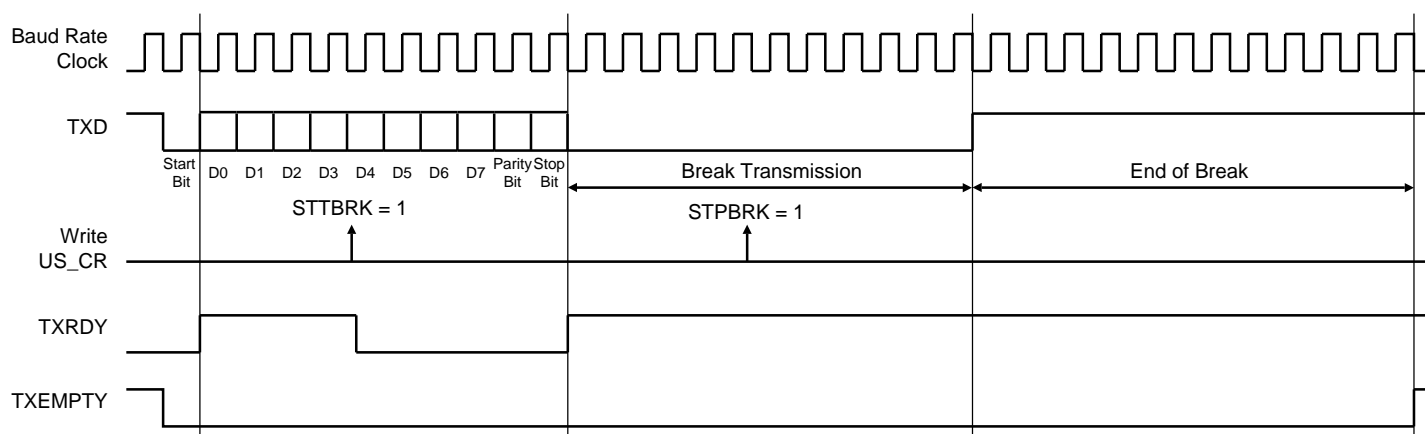 Baud Rate
Clock
TXD
Start
Bit
D0 D1 D2 D3 D4 D5 D6 D7
Parity
Bit
Stop
Bit
Break Transmission
End of Break
STTBRK = 1
STPBRK = 1
Write
US_CR
TXRDY
TXEMPTY